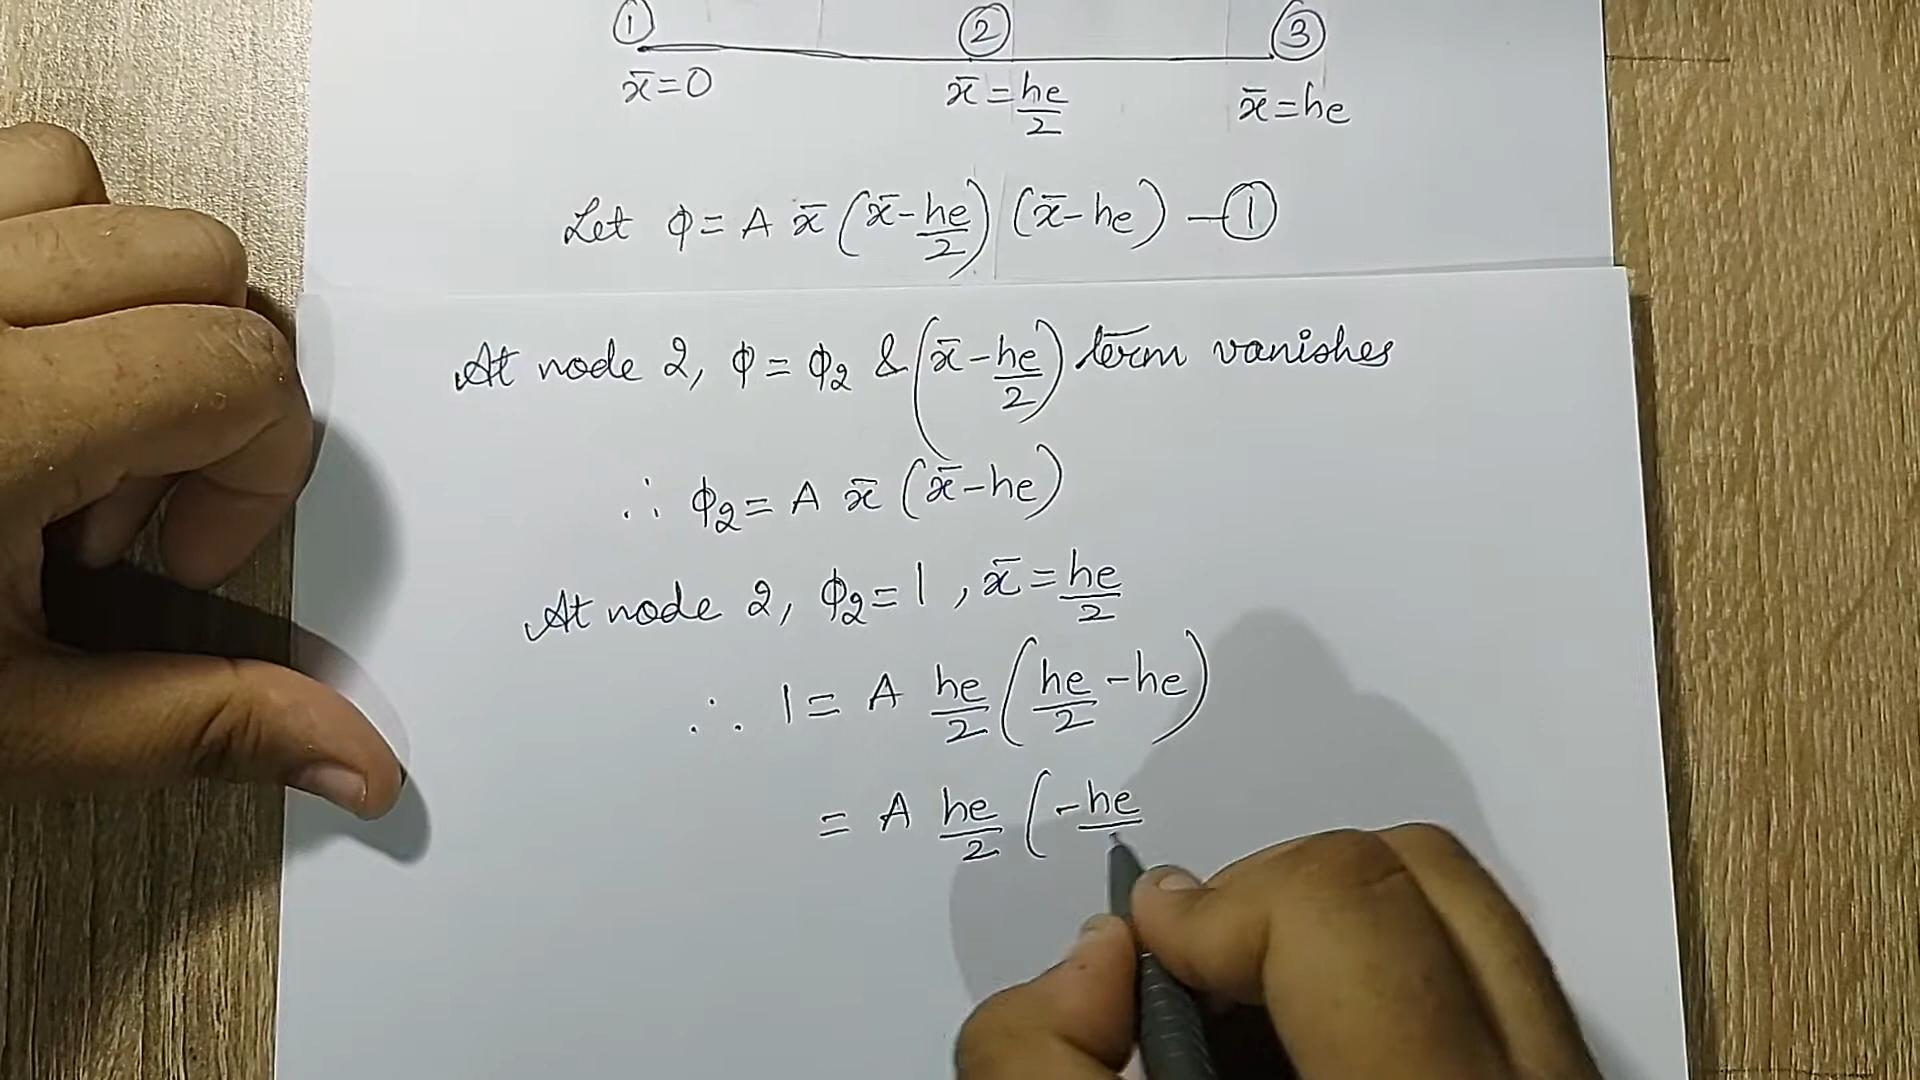 ① ② ③
x̄=0 x̄=he/2 x̄=he
Let φ= A x̄ (x̄-he/2) (x̄-he) —①
At node 2, φ= φ2 & (x̄-he/2) term vanishes
∴ φ2= A x̄ (x̄-he)
At node 2, φ2=1, x̄=he/2
∴ 1= A he/2 (he/2 -he)
= A he/2 (-he